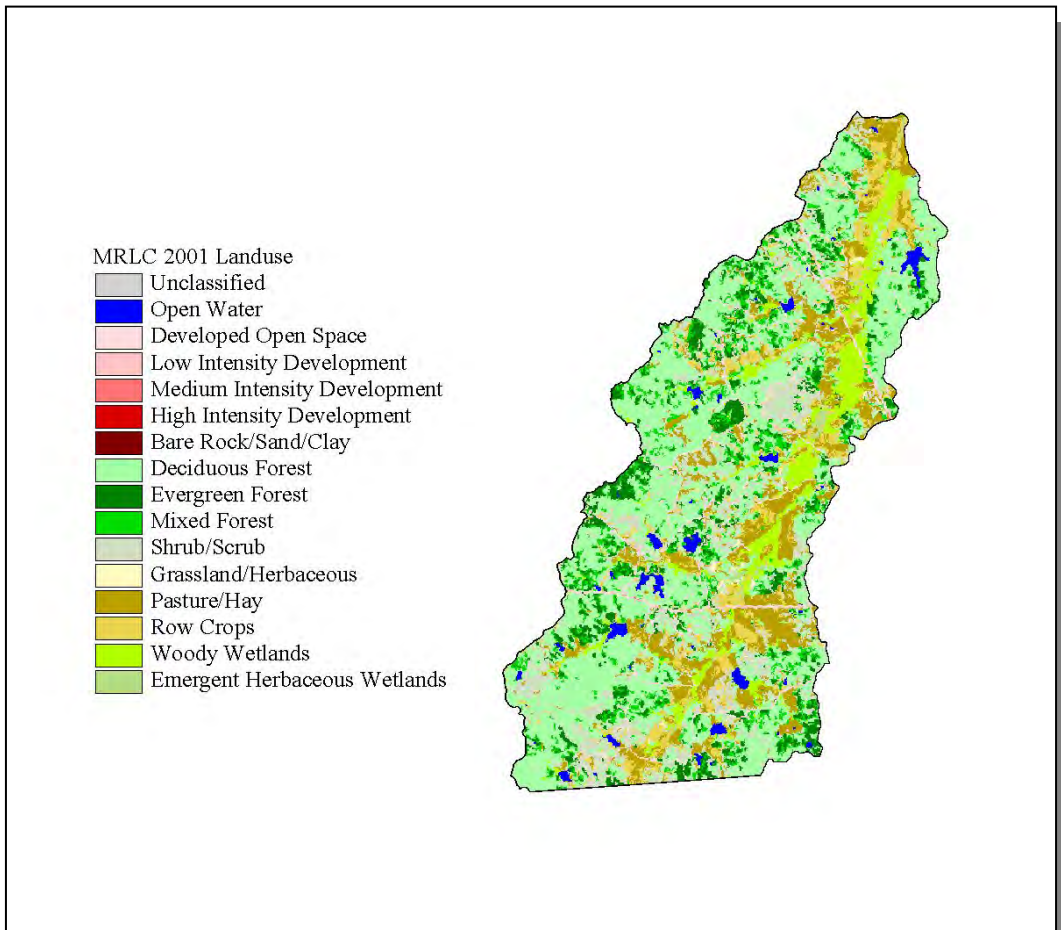 MRLC 2001 Landuse
Unclassified
Open Water
Developed Open Space
Low Intensity Development
Medium Intensity Development
High Intensity Development
Bare Rock/Sand/Clay
Deciduous Forest
Evergreen Forest
Mixed Forest
Shrub/Scrub
Grassland/Herbaceous
Pasture/Hay
Row Crops
Woody Wetlands
Emergent Herbaceous Wetlands